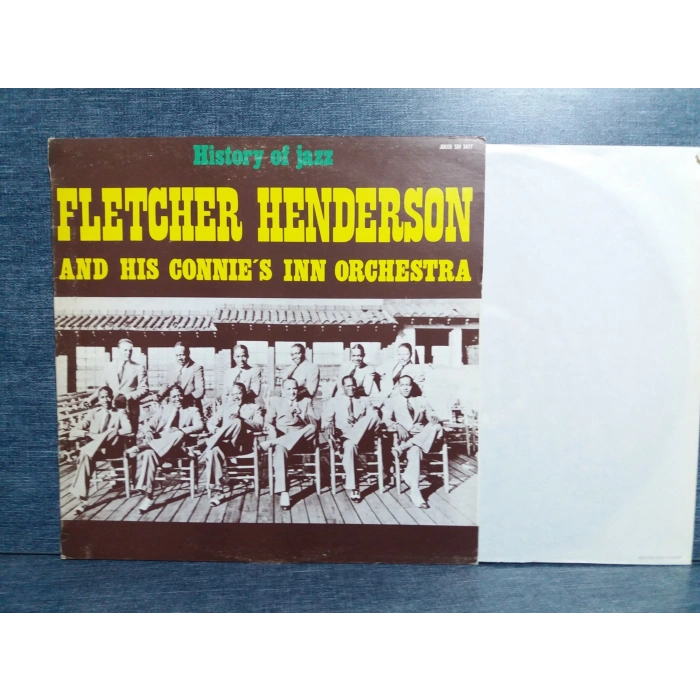 History of jazz
FLETCHER HENDERSON
AND HIS CONNIE´S INN ORCHESTRA